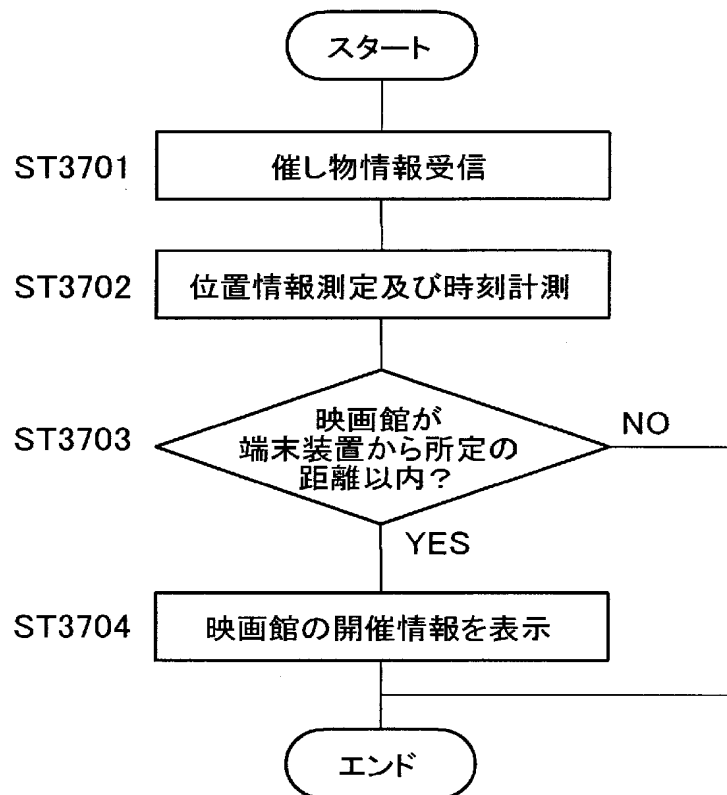 スタート
ST3701
催し物情報受信
ST3702
位置情報測定及び時刻計測
ST3703
映画館が
端末装置から所定の
距離以内?
NO
YES
ST3704
映画館の開催情報を表示
エンド